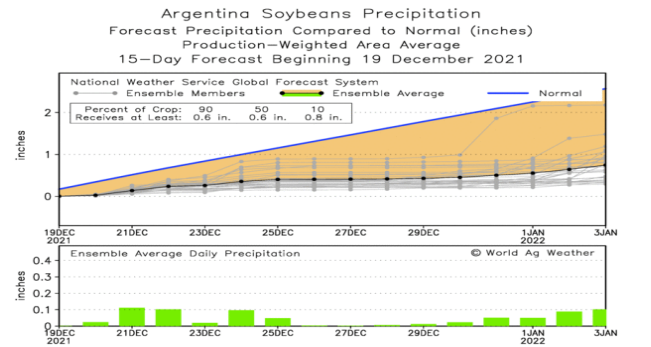 Argentina Soybeans Precipitation
Forecast Precipitation Compared to Normal (inches)
Production-Weighted Area Average
15-Day Forecast Beginning 19 December 2021
National Weather Service Global Forecast System
Ensemble Members Ensemble Average Normal
Percent of Crop: 90 50 10
Receives at Least: 0.6 in. 0.6 in. 0.8 in.
inches
2
1
0
19DEC 21DEC 23DEC 25DEC 27DEC 29DEC 1JAN 3JAN
2021 2022
Ensemble Average Daily Precipitation © World Ag Weather
inches
0.4
0.3
0.2
0.1
0
19DEC 21DEC 23DEC 25DEC 27DEC 29DEC 1JAN 3JAN
2021 2022